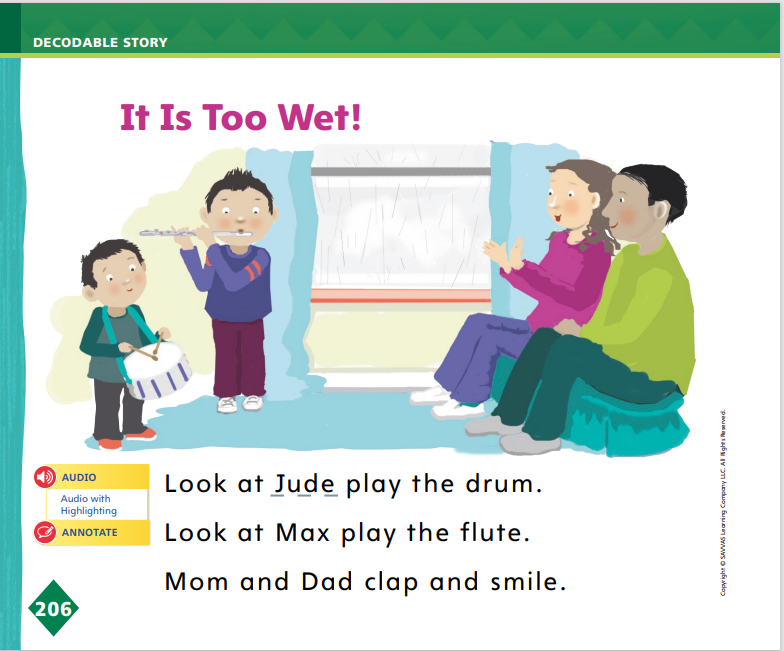 DECODABLE STORY
It Is Too Wet!
AUDIO
Audio with
Highlighting
ANNOTATE
Look at Jude play the drum.
Look at Max play the flute.
Mom and Dad clap and smile.
Copyright © SAVVAS Learning Company LLC. All Rights Reserved.
206